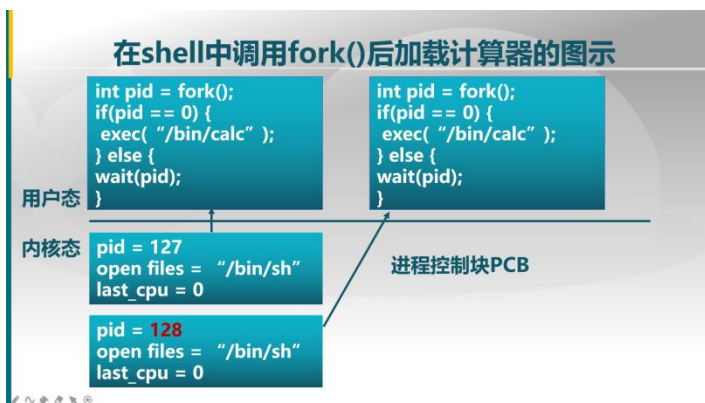 在shell中调用fork()后加载计算器的图示
int pid = fork();
if(pid == 0) {
exec( “/bin/calc” );
} else {
wait(pid);
}
int pid = fork();
if(pid == 0) {
exec( “/bin/calc” );
} else {
wait(pid);
}
用户态
内核态
pid = 127
open files = “/bin/sh”
last_cpu = 0
进程控制块PCB
pid = 128
open files = “/bin/sh”
last_cpu = 0